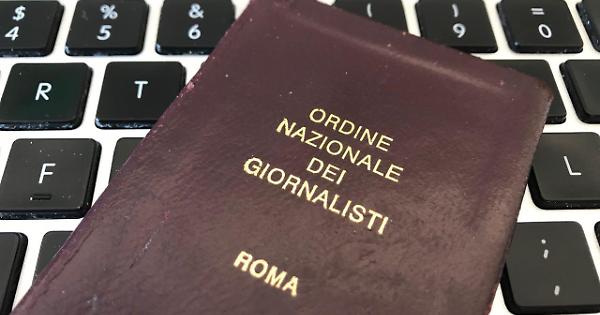 $ % & ( ) =
4 5 6 9 0
R T
ORDINE
NAZIONALE
DEI
GIORNALISTI
F L
ROMA
:
;